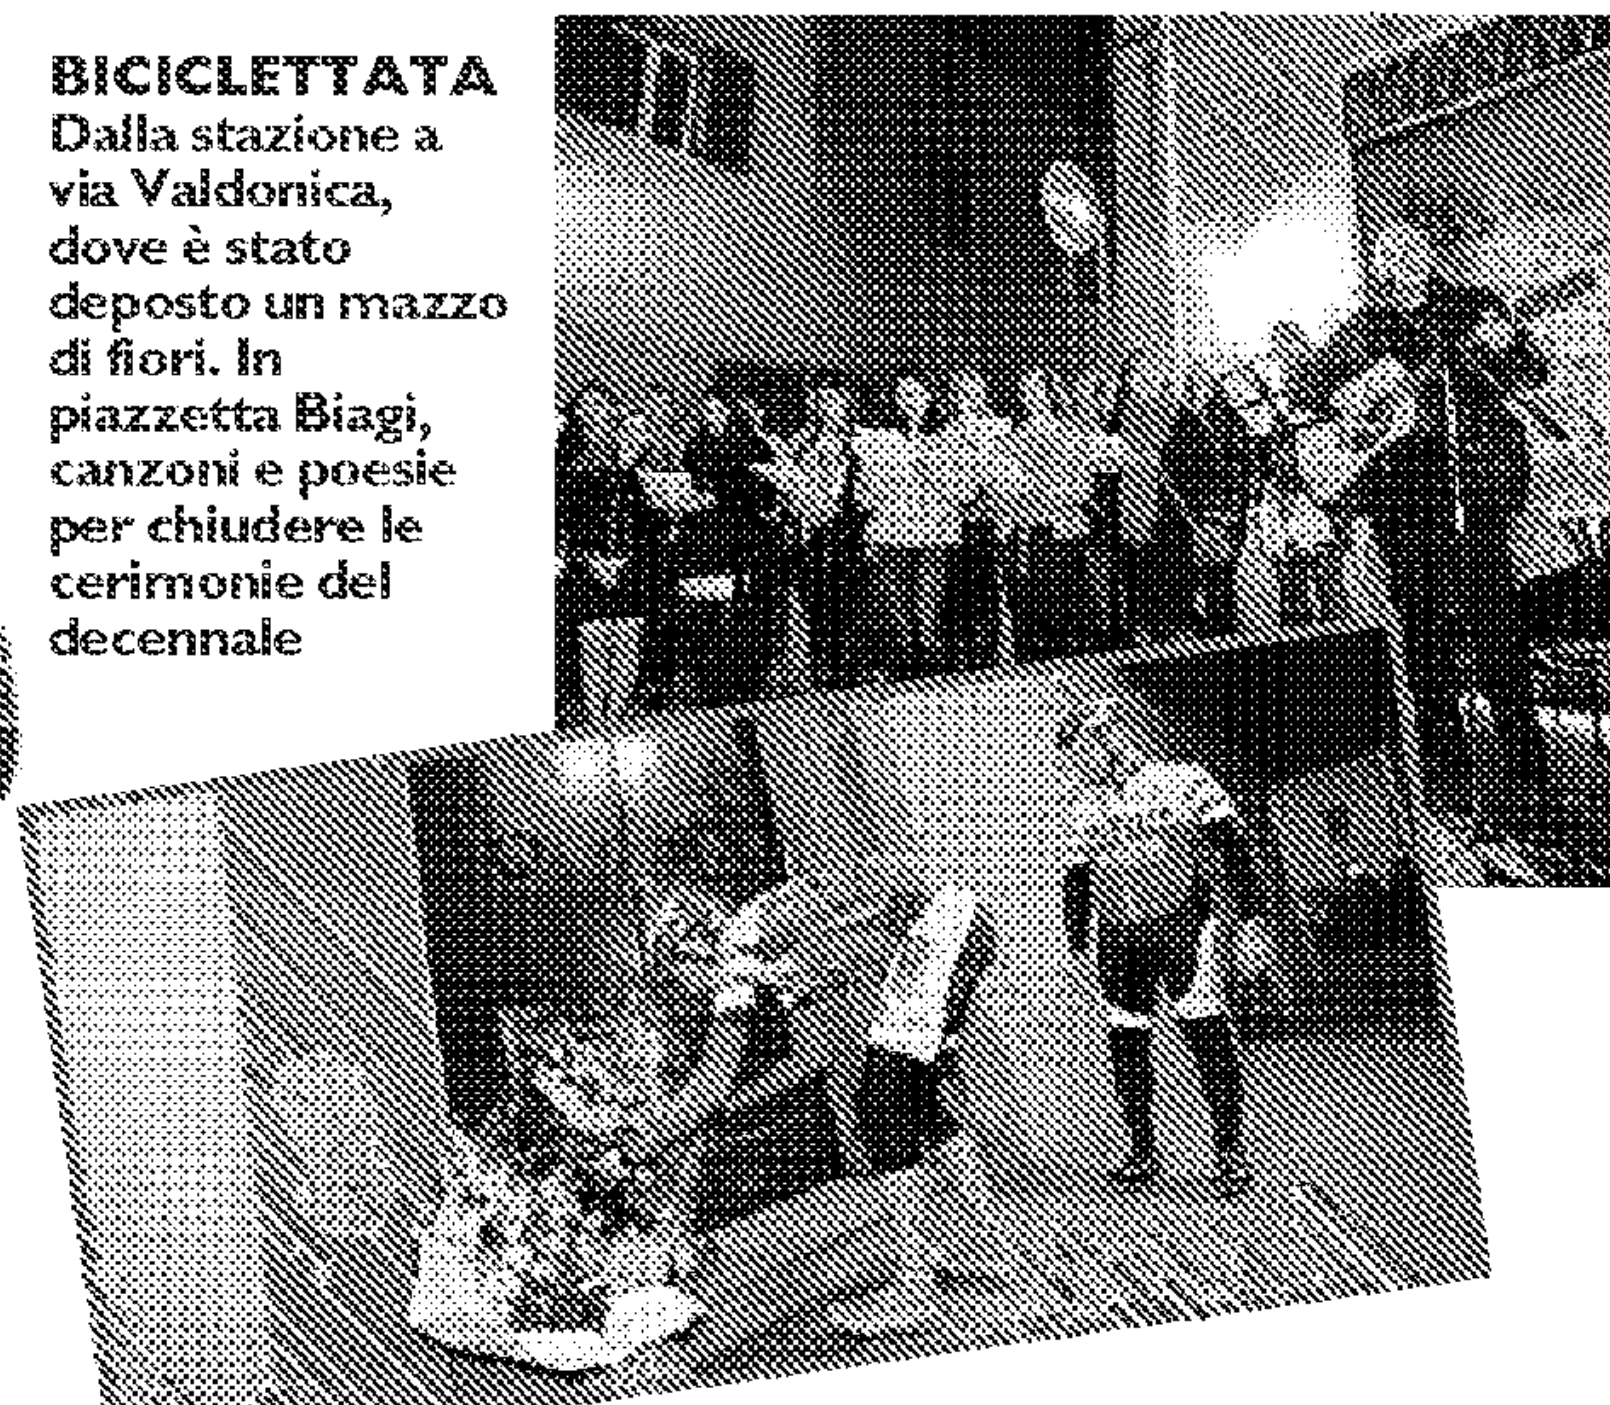 BICICLETTATA
Dalla stazione a
via Valdonica,
dove è stato
deposto un mazzo
di fiori. In
piazzetta Biagi,
canzoni e poesie
per chiudere le
cerimonie del
decennale